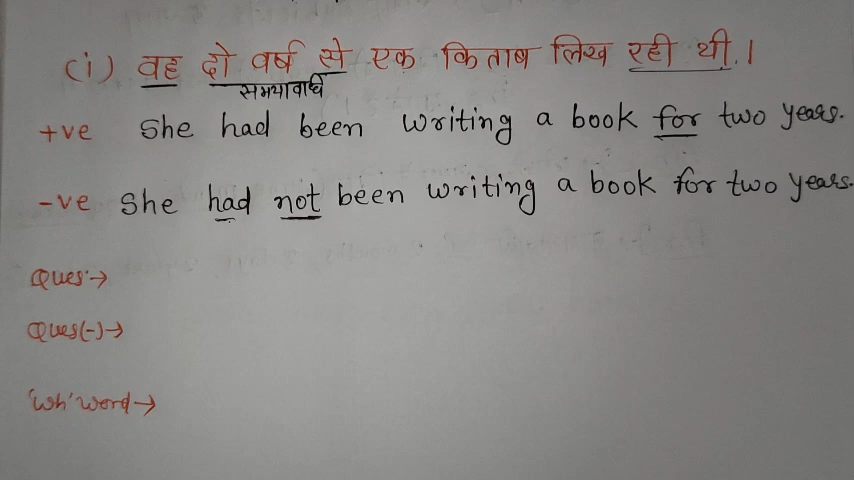 (i) वह दो वर्ष से एक किताब लिख रही थी।
समयावधि
+ve She had been writing a book for two years.
-ve She had not been writing a book for two years.
Ques→
Ques(-)→
'Wh' word→